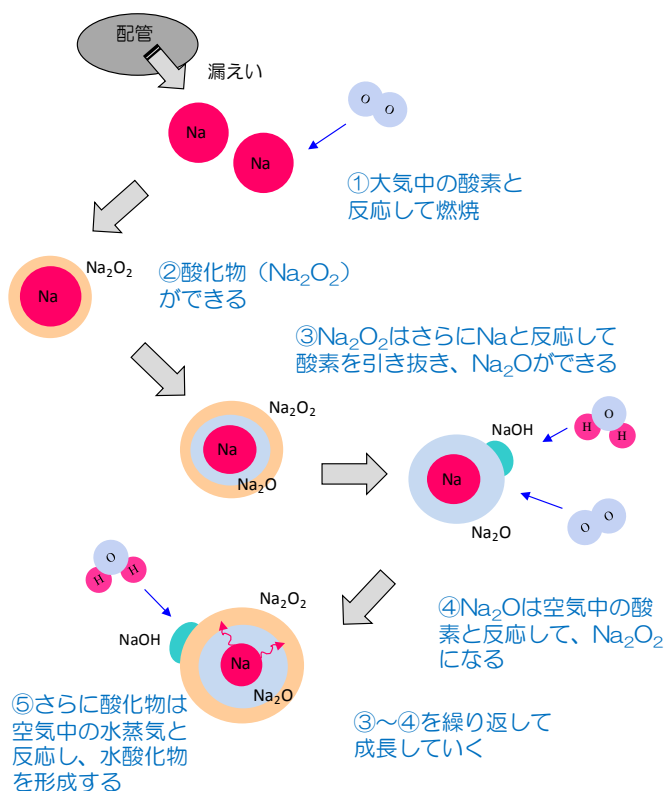 配管
漏えい
O O
Na
Na
①大気中の酸素と
反応して燃焼
Na₂O₂
Na
②酸化物（Na₂O₂）
ができる
③Na₂O₂はさらにNaと反応して
酸素を引き抜き、Na₂Oができる
Na₂O₂
Na
Na₂O
NaOH
H O H
Na
Na₂O
O O
H O H
Na₂O₂
NaOH
Na
Na₂O
④Na₂Oは空気中の酸
素と反応して、Na₂O₂
になる
⑤さらに酸化物は
空気中の水蒸気と
反応し、水酸化物
を形成する
③～④を繰り返して
成長していく